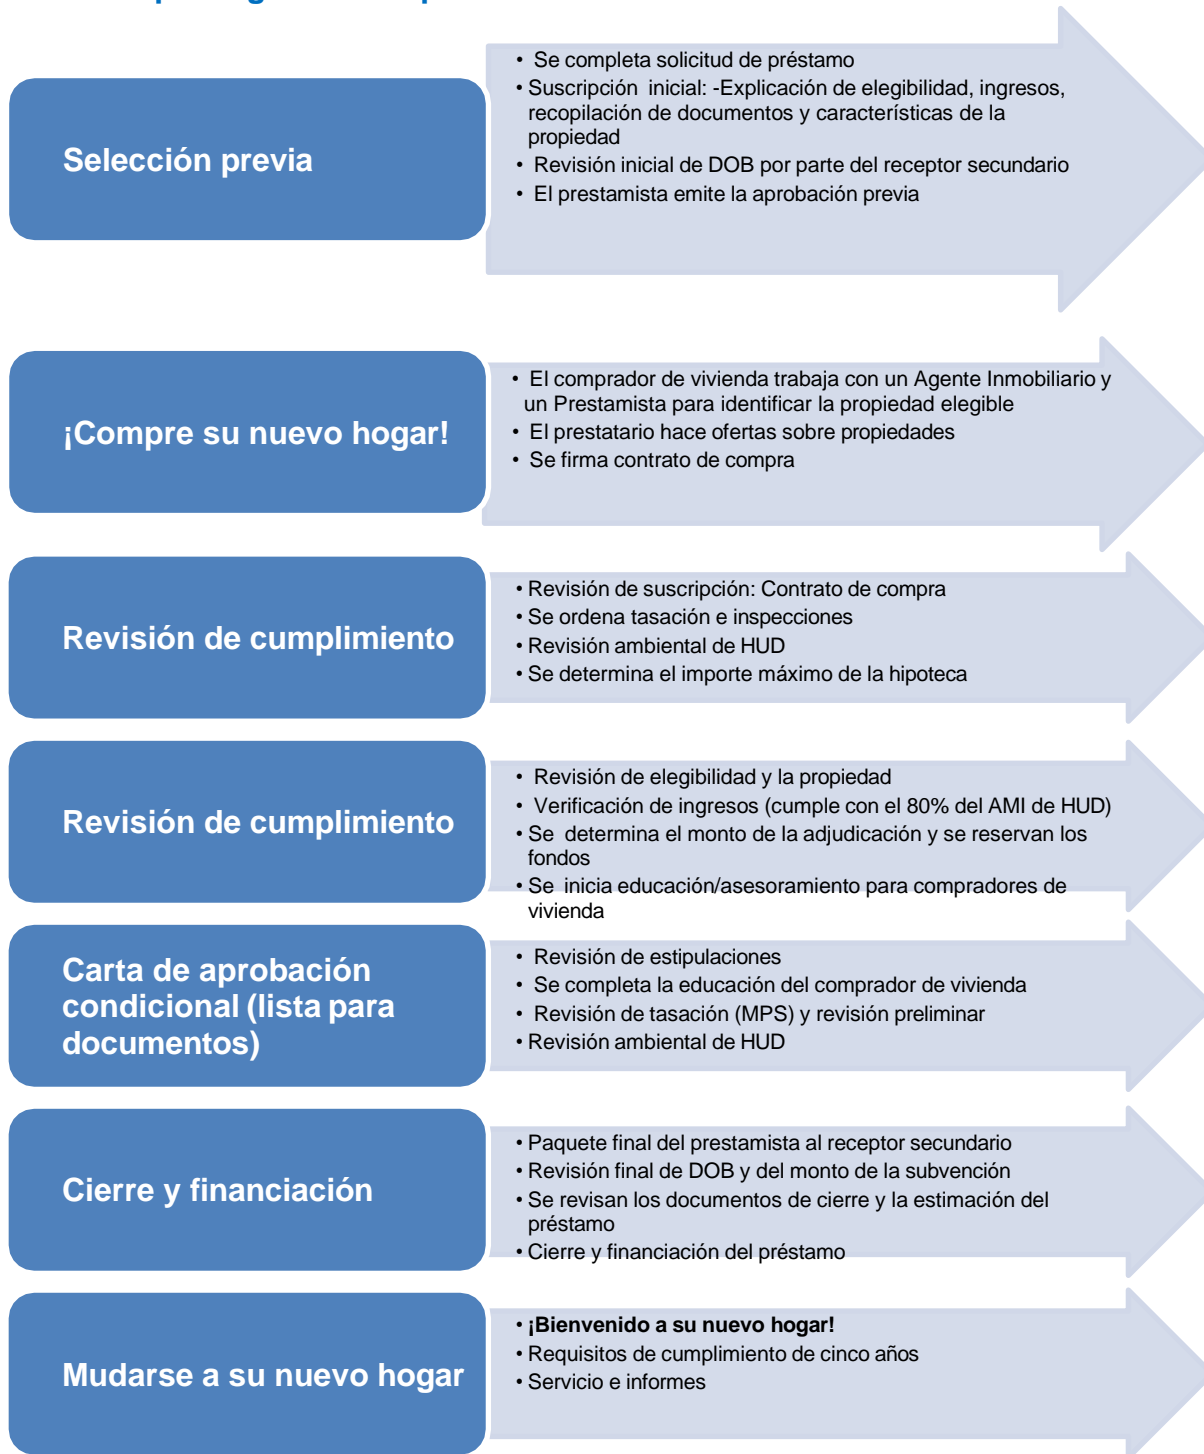 Selección previa
• Se completa solicitud de préstamo
• Suscripción inicial: -Explicación de elegibilidad, ingresos,
recopilación de documentos y características de la
propiedad
• Revisión inicial de DOB por parte del receptor secundario
• El prestamista emite la aprobación previa
¡Compre su nuevo hogar!
• El comprador de vivienda trabaja con un Agente Inmobiliario y
un Prestamista para identificar la propiedad elegible
• El prestatario hace ofertas sobre propiedades
• Se firma contrato de compra
Revisión de cumplimiento
• Revisión de suscripción: Contrato de compra
• Se ordena tasación e inspecciones
• Revisión ambiental de HUD
• Se determina el importe máximo de la hipoteca
Revisión de cumplimiento
• Revisión de elegibilidad y la propiedad
• Verificación de ingresos (cumple con el 80% del AMI de HUD)
• Se determina el monto de la adjudicación y se reservan los
fondos
• Se inicia educación/asesoramiento para compradores de
vivienda
Carta de aprobación
condicional (lista para
documentos)
• Revisión de estipulaciones
• Se completa la educación del comprador de vivienda
• Revisión de tasación (MPS) y revisión preliminar
• Revisión ambiental de HUD
Cierre y financiación
• Paquete final del prestamista al receptor secundario
• Revisión final de DOB y del monto de la subvención
• Se revisan los documentos de cierre y la estimación del
préstamo
• Cierre y financiación del préstamo
Mudarse a su nuevo hogar
• ¡Bienvenido a su nuevo hogar!
• Requisitos de cumplimiento de cinco años
• Servicio e informes